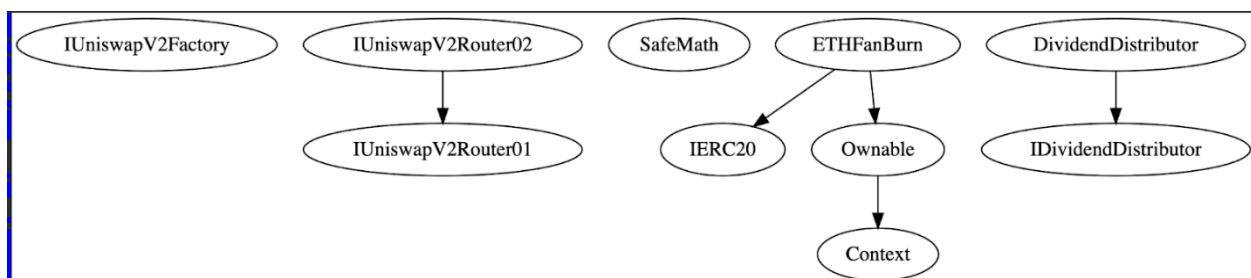 IUniswapV2Factory
IUniswapV2Router02
SafeMath
ETHFanBurn
DividendDistributor
IUniswapV2Router01
IERC20
Ownable
IDividendDistributor
Context